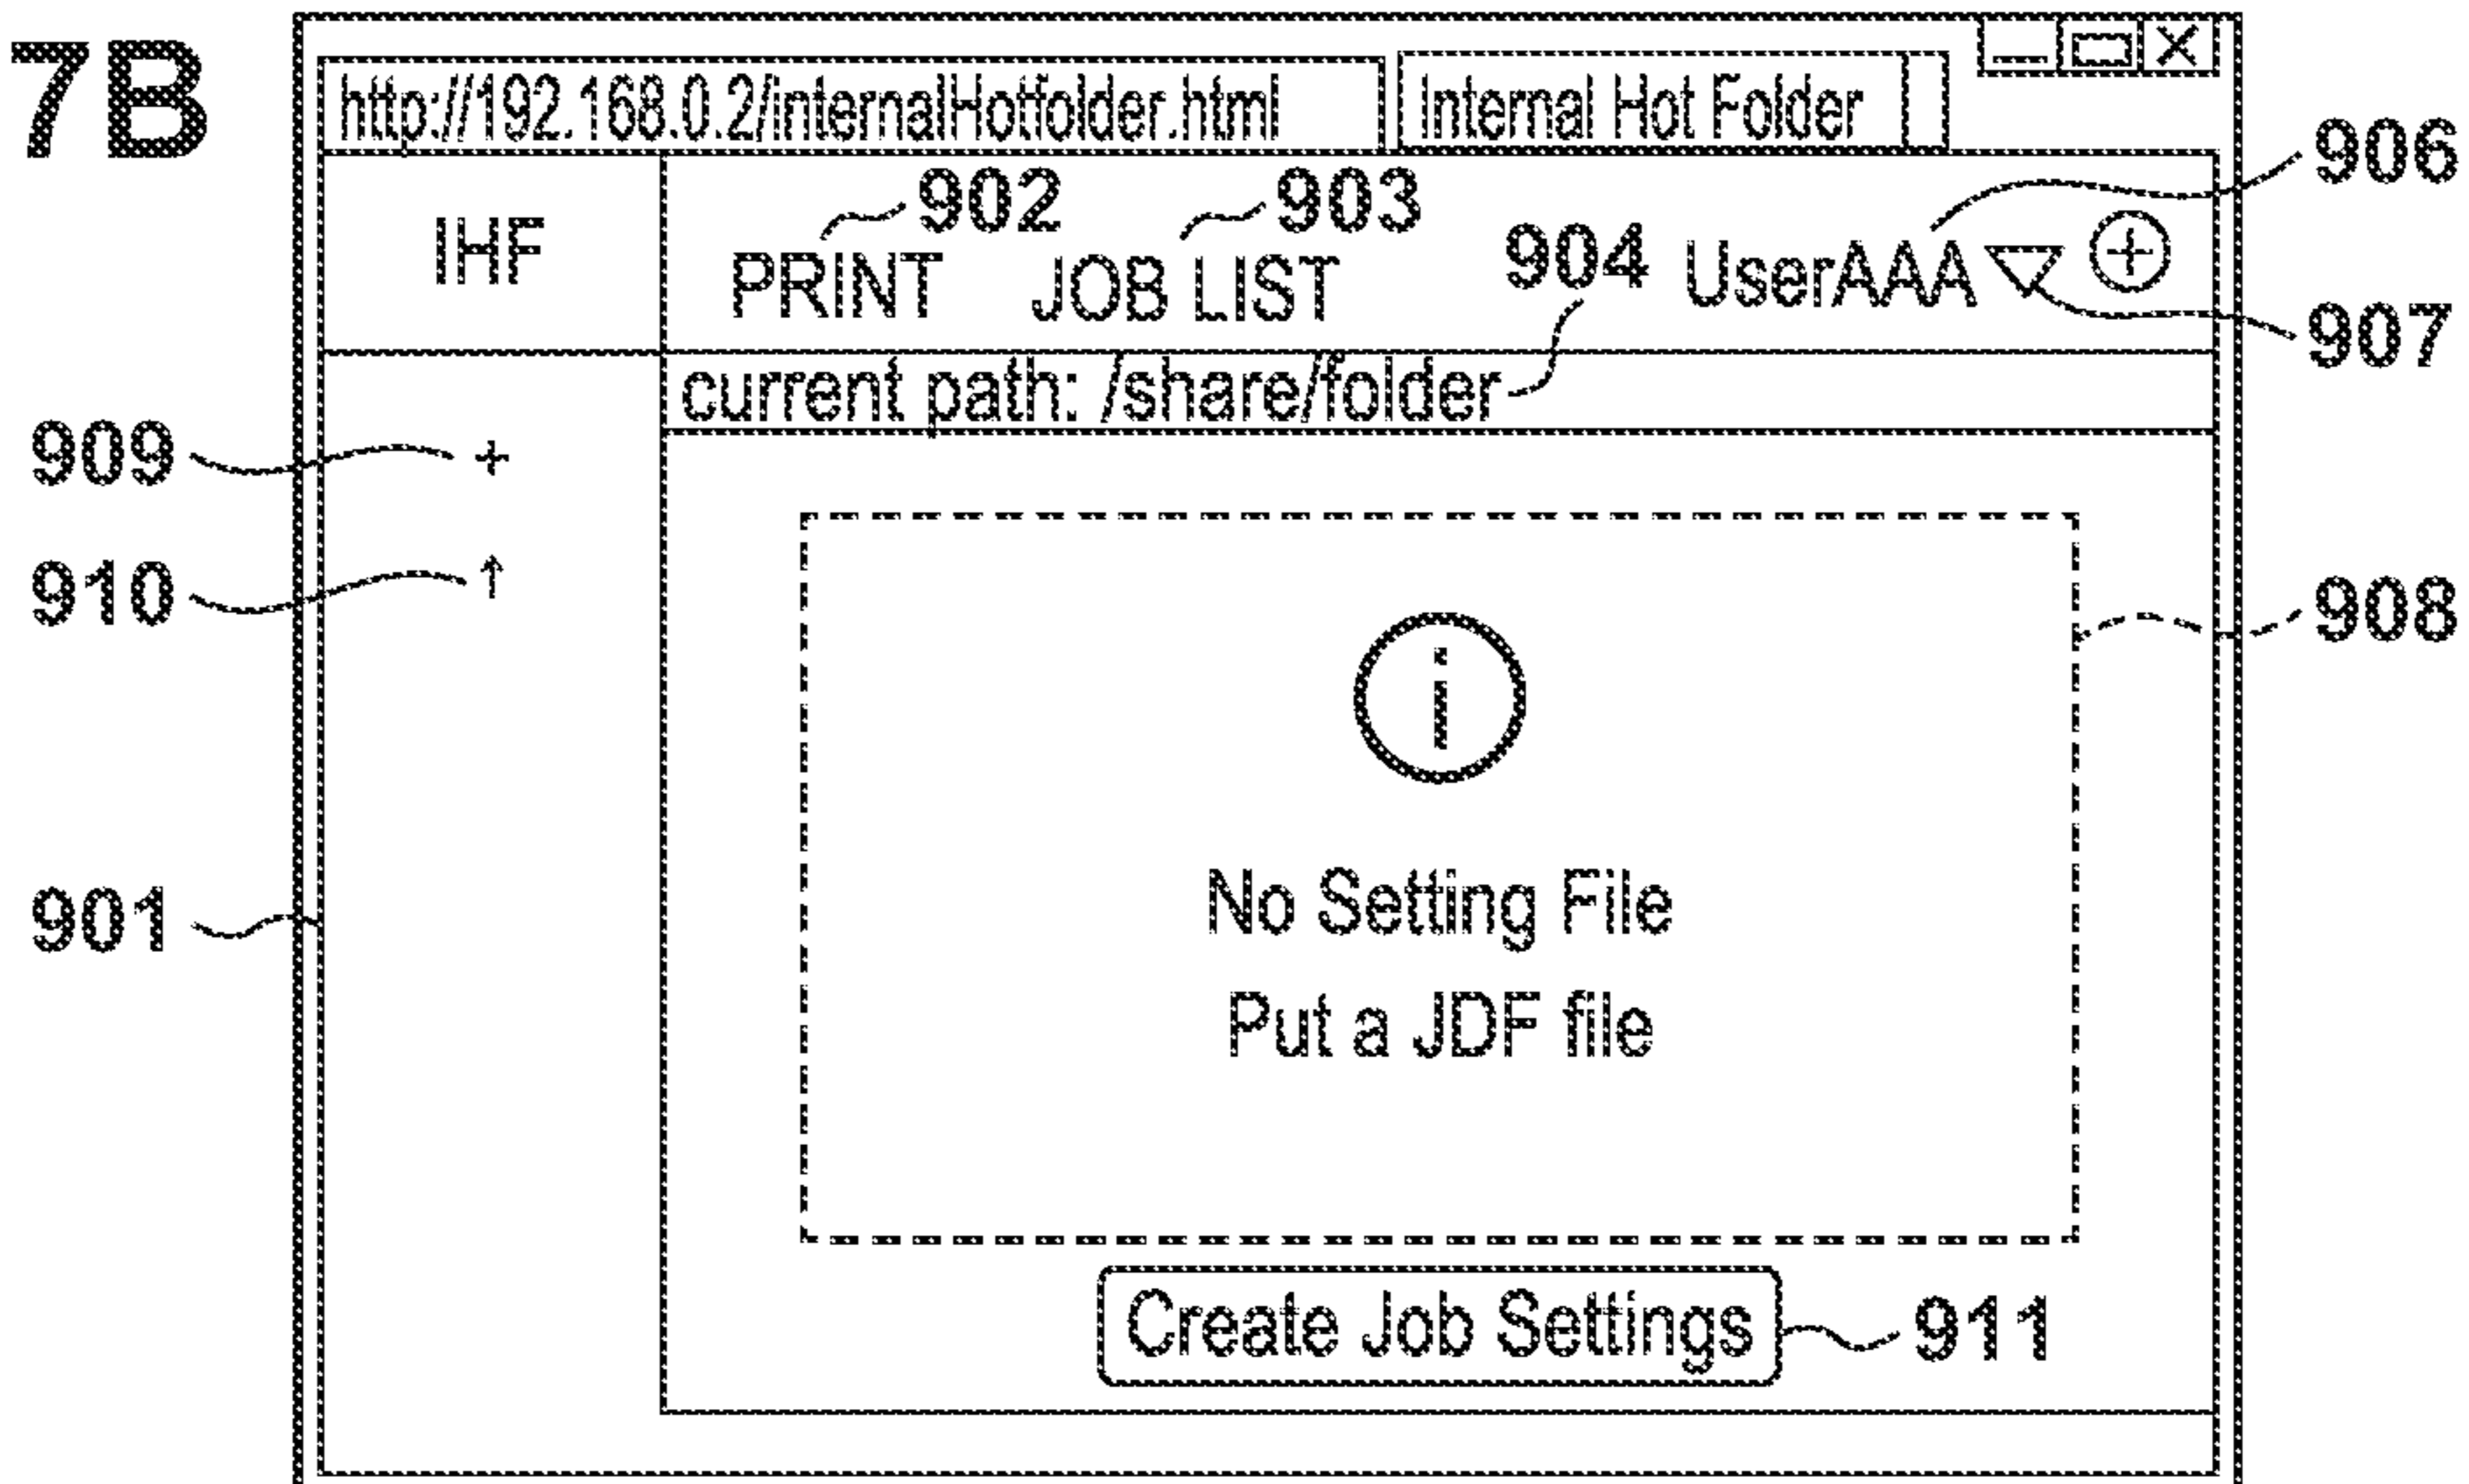 7B
http://192.168.0.2/internalHotfolder.html Internal Hot Folder
906
902 903
IHF
PRINT JOB LIST 904 UserAAA
907
current path: /share/folder
909 +
910 ↑
908
i
901
No Setting File
Put a JDF file
Create Job Settings 911